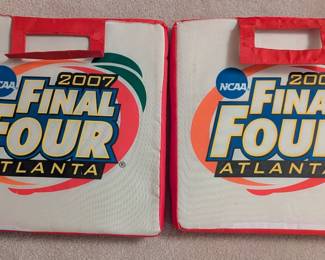 NCAA
2007
FINAL
FOUR
ATLANTA
®
NCAA
200
FINAL
FOUR
ATLANTA